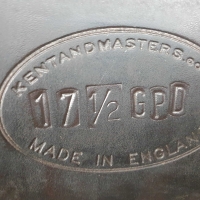 KENTANDMASTERS.co
17 ½ GPD
MADE IN ENGLAND